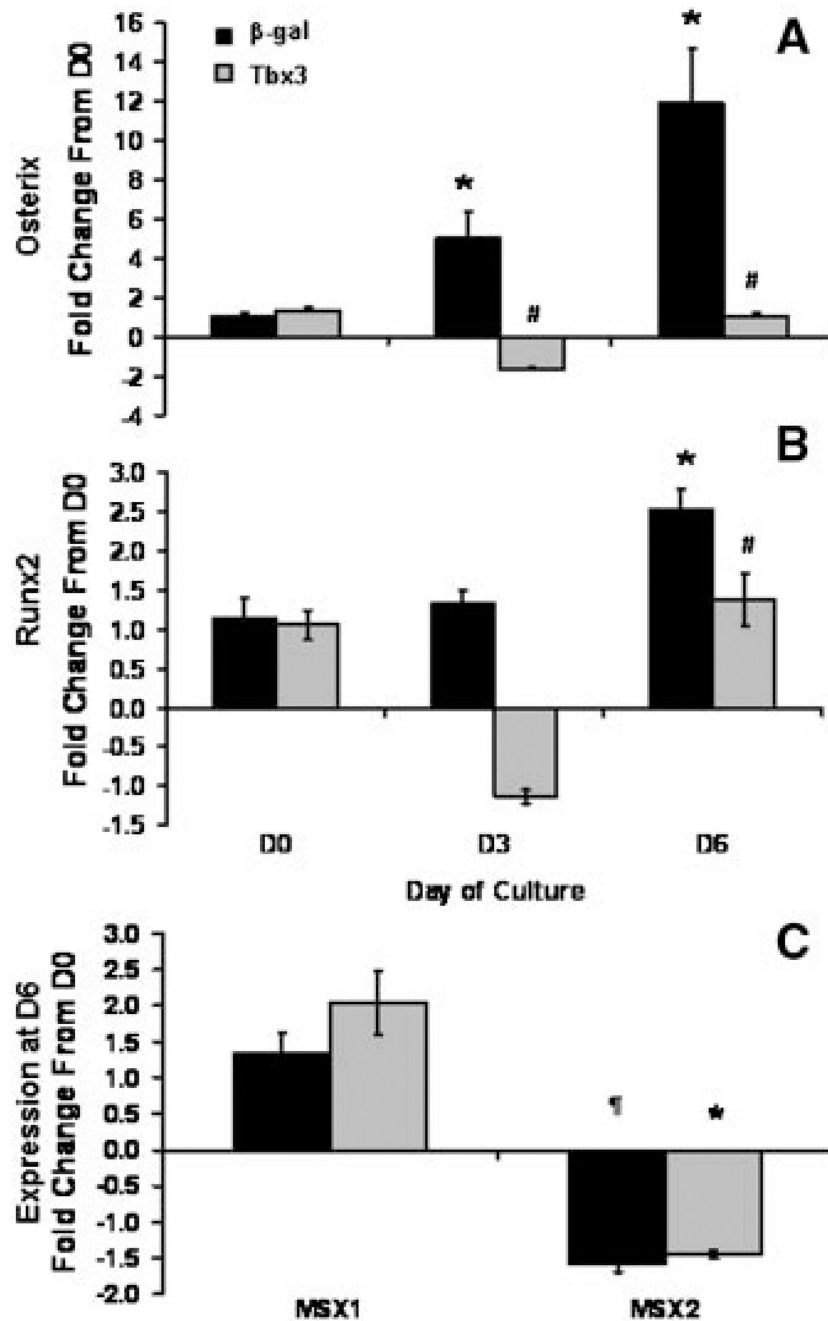 A
β-gal
Tbx3
Osterix
Fold Change From D0
16
14
12
10
8
6
4
2
0
-2
-4
*
*
#
#
B
Runx2
Fold Change From D0
3.0
2.5
2.0
1.5
1.0
0.5
0.0
-0.5
-1.0
-1.5
*
#
D0 D3 D6
Day of Culture
C
Expression at D6
Fold Change From D0
3.0
2.5
2.0
1.5
1.0
0.5
0.0
-0.5
-1.0
-1.5
-2.0
¶ *
MSX1 MSX2